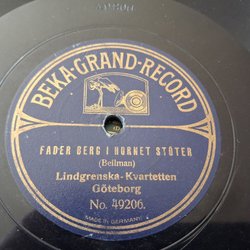 BEKA-GRAND-RECORD
FADER BERG I HORNET STÖTER
(Bellman)
Lindgrenska-Kvartetten
Göteborg
No. 49206.
MADE IN GERMANY